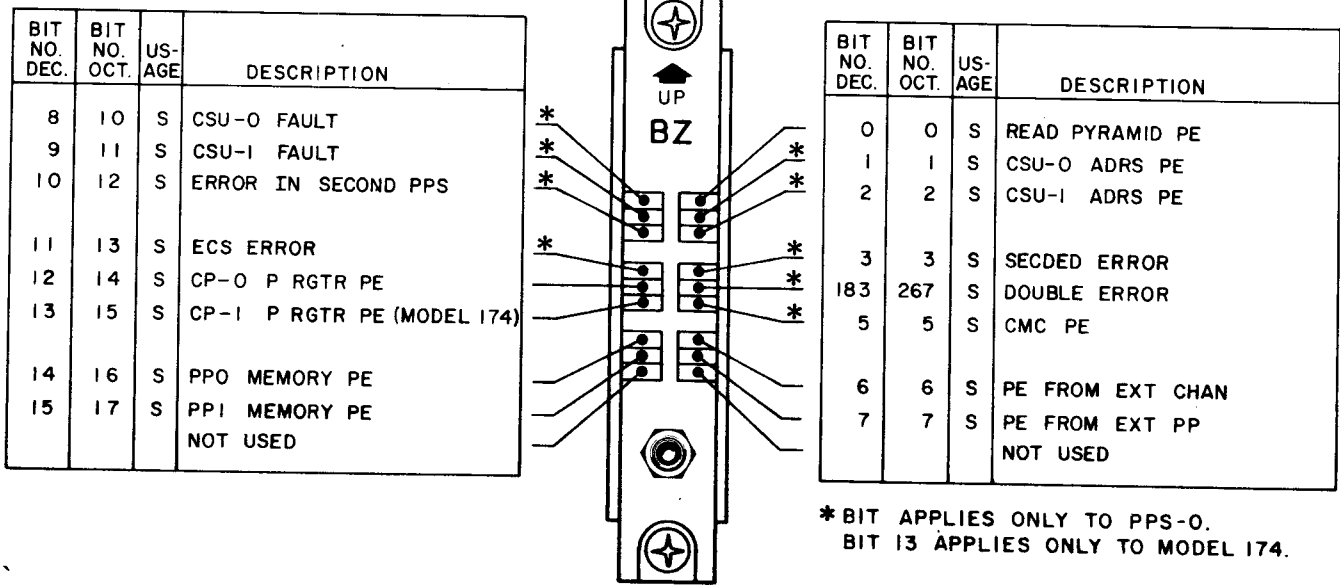 BIT NO. DEC. BIT NO. OCT. US-AGE DESCRIPTION
8 10 S CSU-0 FAULT *
9 11 S CSU-1 FAULT *
10 12 S ERROR IN SECOND PPS *
11 13 S ECS ERROR *
12 14 S CP-0 P RGTR PE
13 15 S CP-1 P RGTR PE (MODEL 174)
14 16 S PP0 MEMORY PE
15 17 S PP1 MEMORY PE
NOT USED
UP
BZ
BIT NO. DEC. BIT NO. OCT. US-AGE DESCRIPTION
0 0 S READ PYRAMID PE
* 1 1 S CSU-0 ADRS PE
* 2 2 S CSU-1 ADRS PE
* 3 3 S SECDED ERROR
* 183 267 S DOUBLE ERROR
* 5 5 S CMC PE
6 6 S PE FROM EXT CHAN
7 7 S PE FROM EXT PP
NOT USED
* BIT APPLIES ONLY TO PPS-0.
BIT 13 APPLIES ONLY TO MODEL 174.